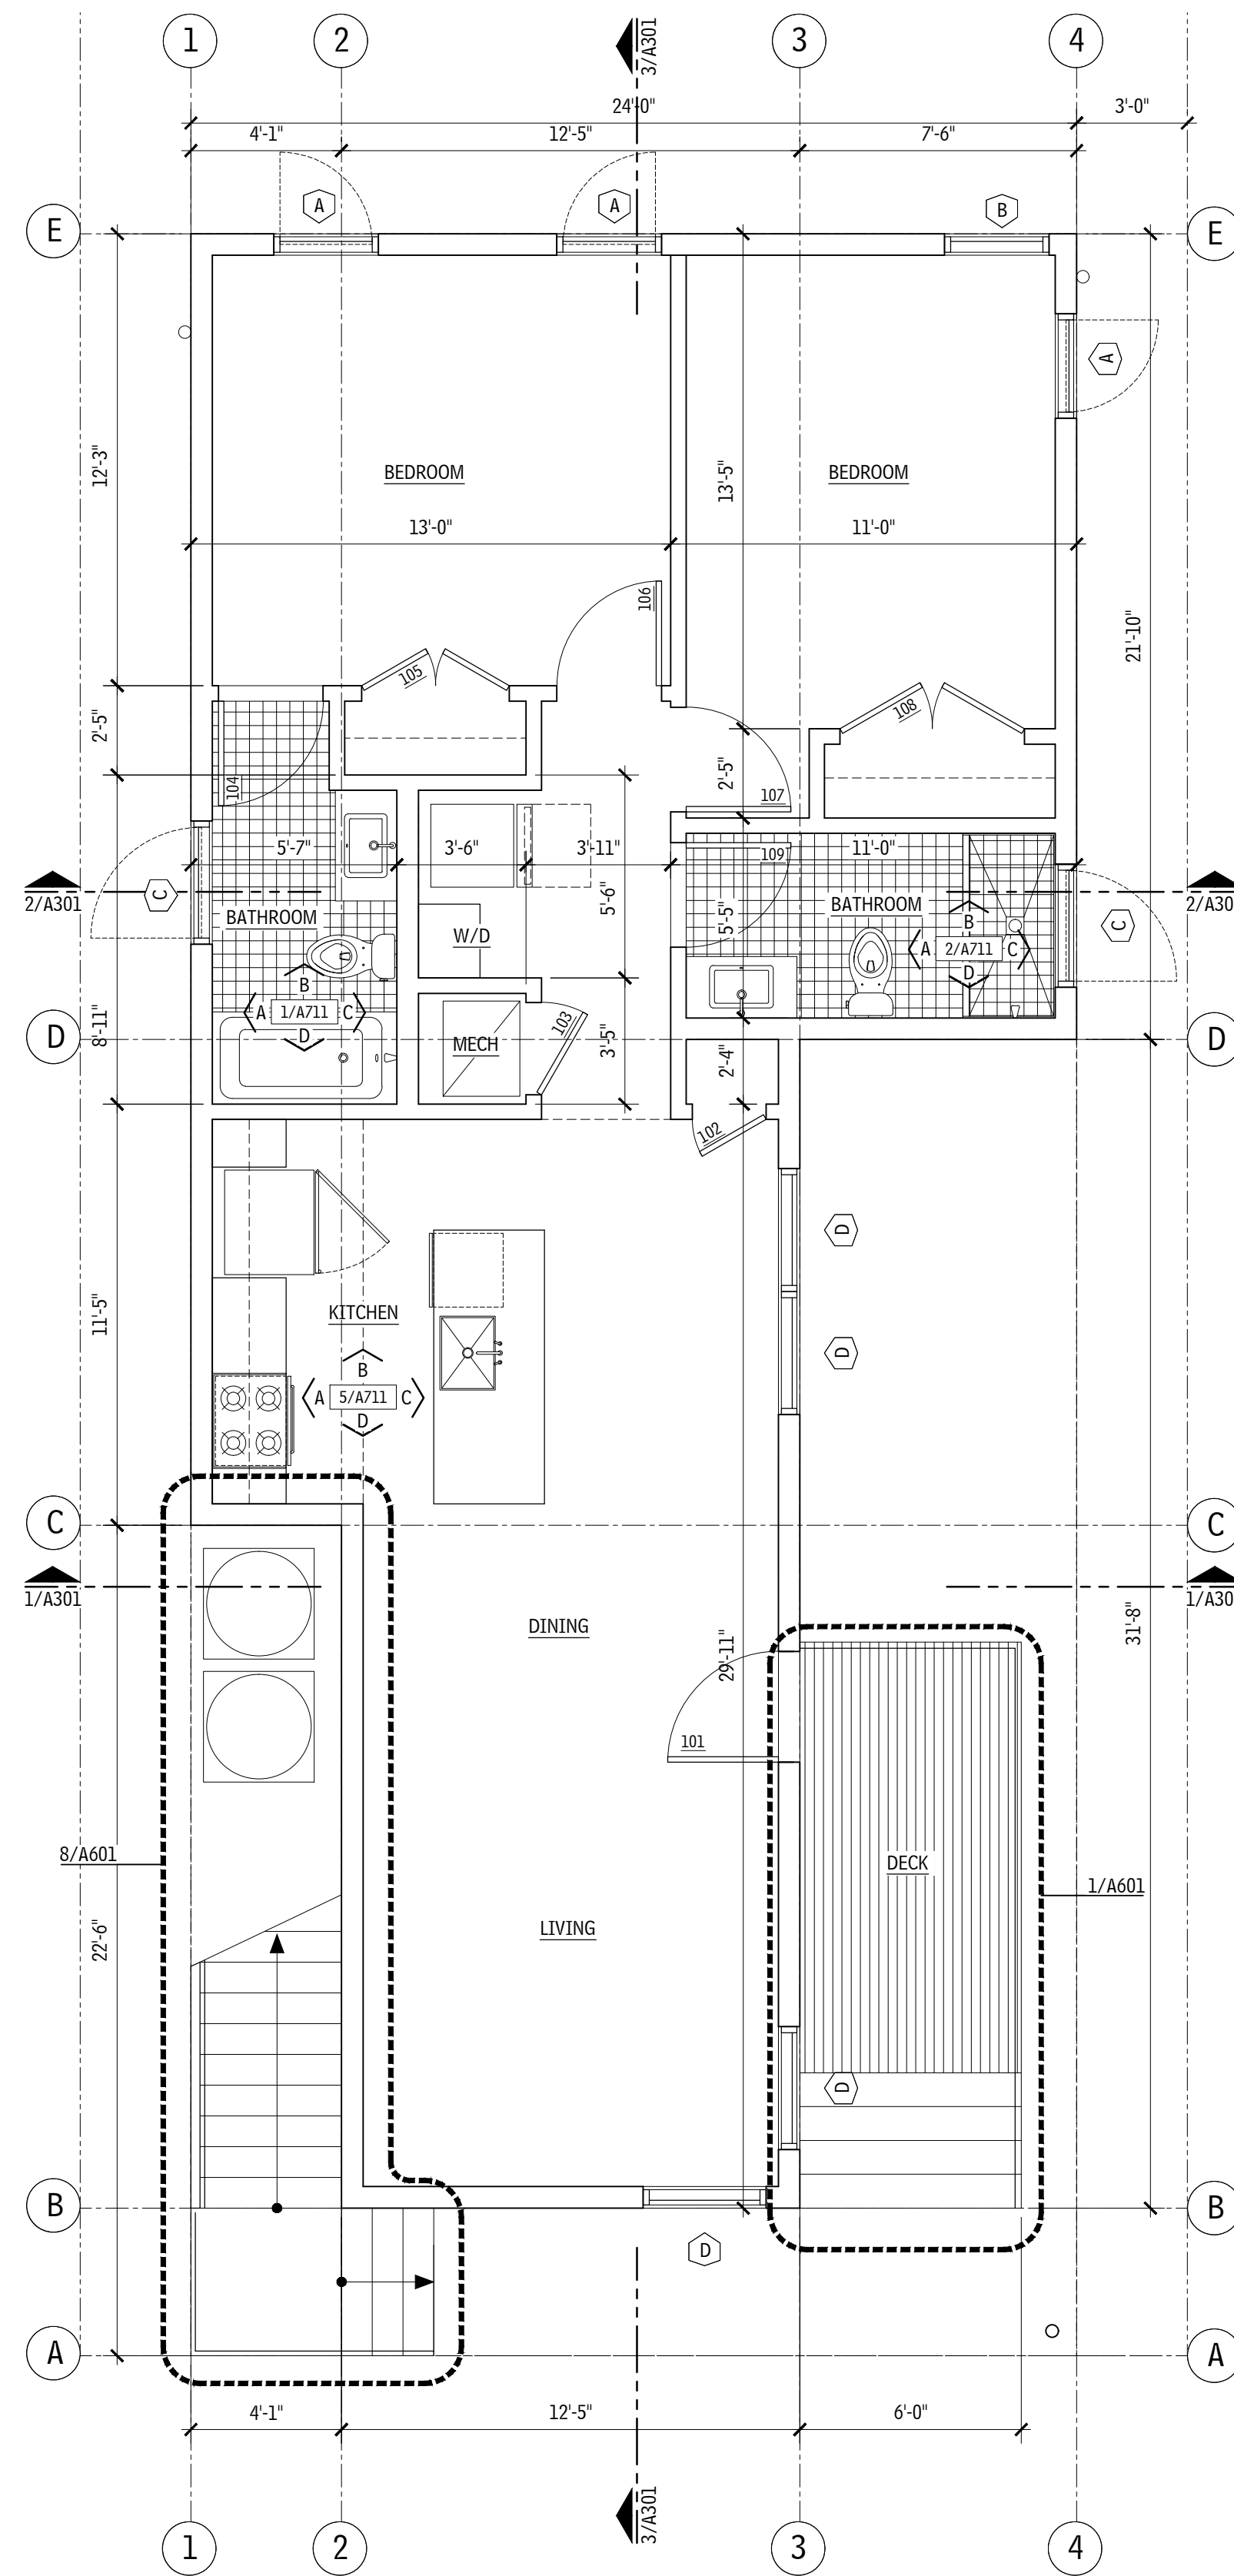 1
2
3
4
3/A301
24'-0"
3'-0"
4'-1"
12'-5"
7'-6"
A
A
B
E
E
A
12'-3"
13'-5"
BEDROOM
BEDROOM
13'-0"
11'-0"
106
21'-10"
105
108
2'-5"
2'-5"
104
107
5'-7"
3'-6"
3'-11"
109
11'-0"
2/A301
C
BATHROOM
5'-6"
5'-5"
BATHROOM
C
2/A30
W/D
B
A 2/A711 C
D
B
A 1/A711 C
D
D
8'-11"
MECH
103
3'-5"
2'-4"
D
102
D
11'-5"
KITCHEN
D
B
A 5/A711 C
D
C
C
1/A301
1/A30
DINING
29'-11"
31'-8"
101
8/A601
DECK
1/A601
22'-6"
LIVING
D
B
B
D
A
A
4'-1"
12'-5"
6'-0"
3/A301
1
2
3
4